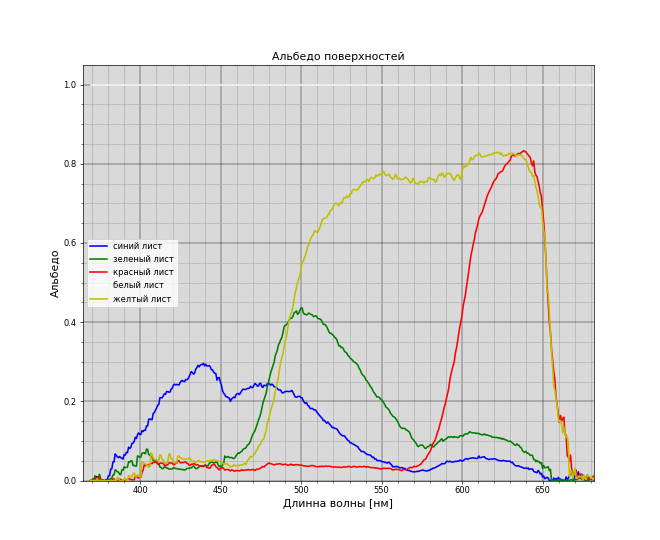 Альбедо поверхностей
1.0
0.8
0.6
0.4
0.2
0.0
Альбедо
синий лист
зеленый лист
красный лист
белый лист
желтый лист
400 450 500 550 600 650
Длинна волны [нм]